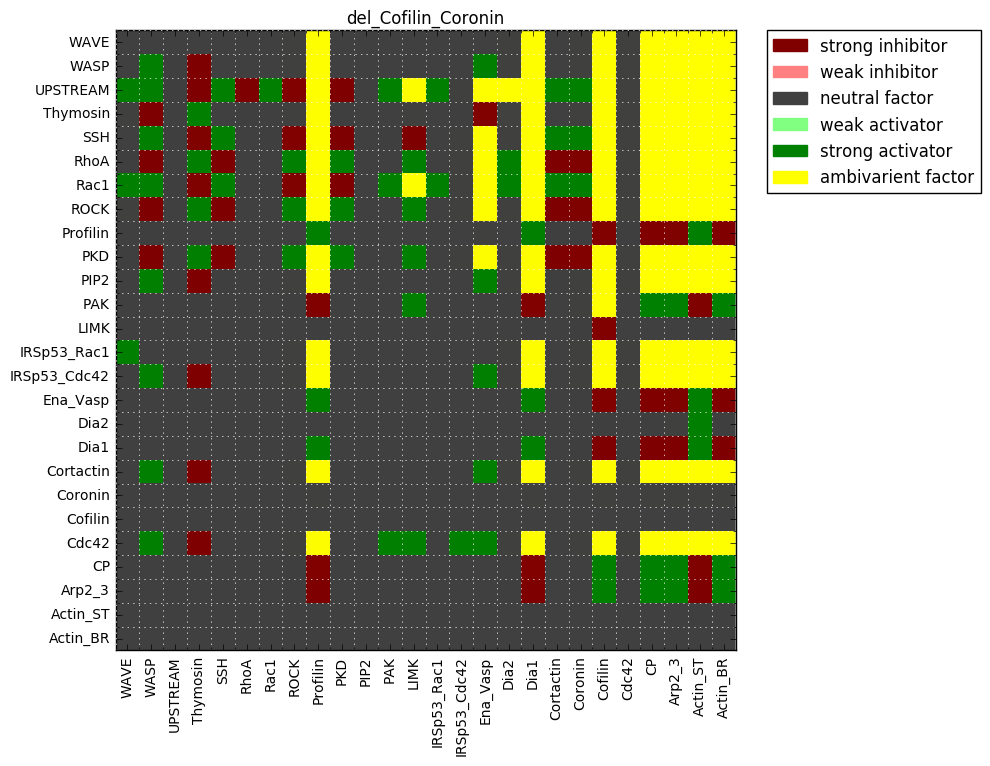 del_Cofilin_Coronin
strong inhibitor
weak inhibitor
neutral factor
weak activator
strong activator
ambivarient factor
WAVE
WASP
UPSTREAM
Thymosin
SSH
RhoA
Rac1
ROCK
Profilin
PKD
PIP2
PAK
LIMK
IRSp53_Rac1
IRSp53_Cdc42
Ena_Vasp
Dia2
Dia1
Cortactin
Coronin
Cofilin
Cdc42
CP
Arp2_3
Actin_ST
Actin_BR
WAVE
WASP
UPSTREAM
Thymosin
SSH
RhoA
Rac1
ROCK
Profilin
PKD
PIP2
PAK
LIMK
IRSp53_Rac1
IRSp53_Cdc42
Ena_Vasp
Dia2
Dia1
Cortactin
Coronin
Cofilin
Cdc42
CP
Arp2_3
Actin_ST
Actin_BR